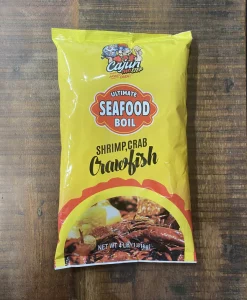 Cajun
ULTIMATE
SEAFOOD
BOIL
SHRIMP, CRAB
Crawfish